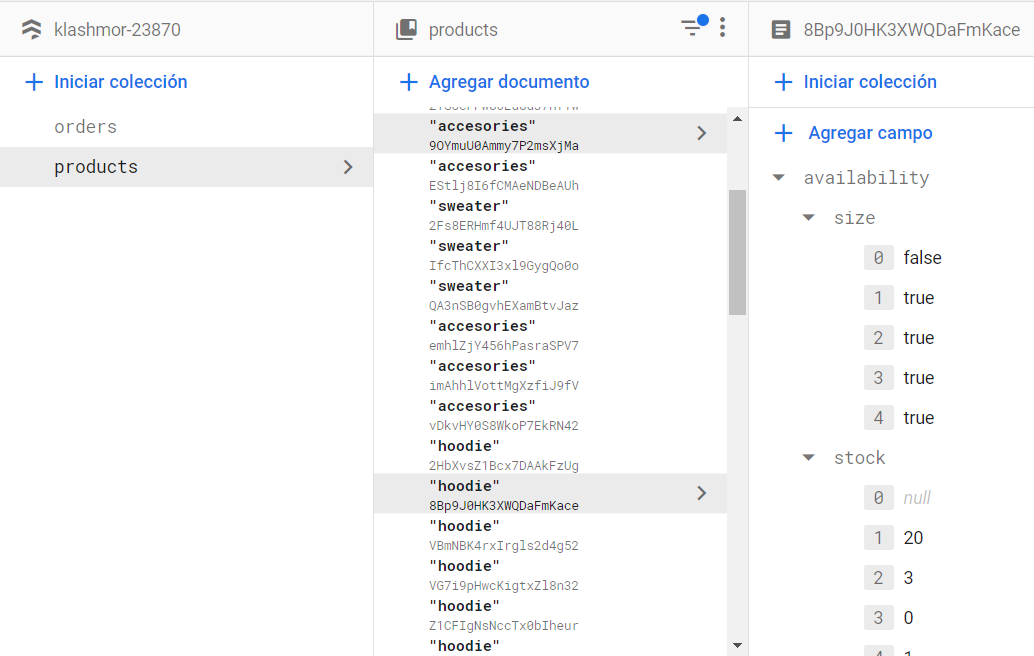 klashmor-23870
Iniciar colección
orders
products
products
Agregar documento
"accesories"
9OYmuU0Ammy7P2msXjMa
"accesories"
EStlj8I6fCMAeNDBeAUh
"sweater"
2Fs8ERHmf4UJT88Rj40L
"sweater"
IfcThCXXI3xl9GygQo0o
"sweater"
QA3nSB0gvhEXamBtvJaz
"accesories"
emhlZjY456hPasraSPV7
"accesories"
imAhhlVottMgXzfiJ9fV
"accesories"
vDkvHY0S8WkoP7EkRN42
"hoodie"
2HbXvsZ1Bcx7DAAkFzUg
"hoodie"
8Bp9J0HK3XWQDaFmKace
"hoodie"
VBmNBK4rxIrgls2d4g52
"hoodie"
VG7i9pHwcKigtxZl8n32
"hoodie"
Z1CFIgNsNccTx0bIheur
"hoodie"
8Bp9J0HK3XWQDaFmKace
Iniciar colección
Agregar campo
availability
size
0 false
1 true
2 true
3 true
4 true
stock
0 null
1 20
2 3
3 0
4 1